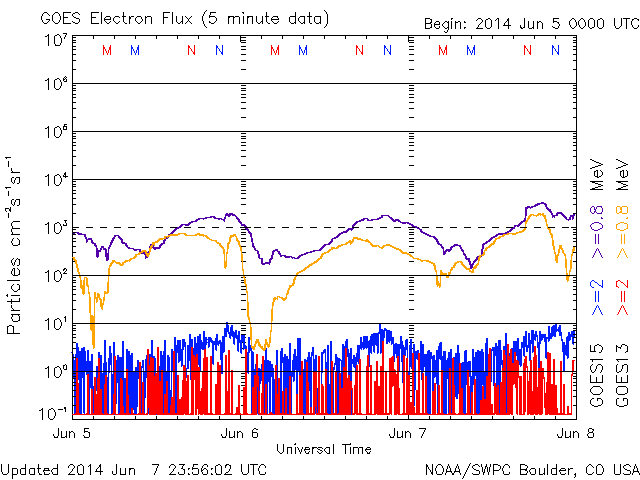 GOES Electron Flux (5 minute data)
Begin: 2014 Jun 5 0000 UTC
10⁷
M M N N M M N N M M N N
10⁶
10⁵
10⁴
10³
10²
10¹
10⁰
10⁻¹
Particles cm⁻²s⁻¹sr⁻¹
Jun 5 Jun 6 Jun 7 Jun 8
Universal Time
GOES15 >=2 >=0.8 MeV
GOES13 >=2 >=0.8 MeV
Updated 2014 Jun 7 23:56:02 UTC
NOAA/SWPC Boulder, CO USA